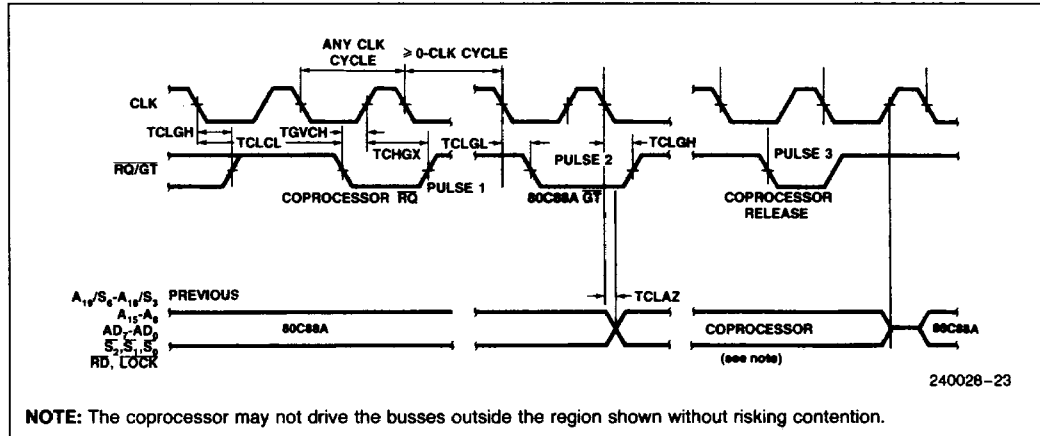 ANY CLK
CYCLE
≥ 0-CLK CYCLE
CLK
TCLGH
TCLCL
TGVCH
TCHGX
TCLGL
PULSE 2
TCLGH
PULSE 3
RQ/GT
PULSE 1
COPROCESSOR RQ
80C88A GT
COPROCESSOR
RELEASE
TCLAZ
A19/S6-A16/S3 PREVIOUS
A15-A8
AD7-AD0
S2, S1, S0
RD, LOCK
80C88A
COPROCESSOR
(see note)
80C88A
240028-23
NOTE: The coprocessor may not drive the busses outside the region shown without risking contention.